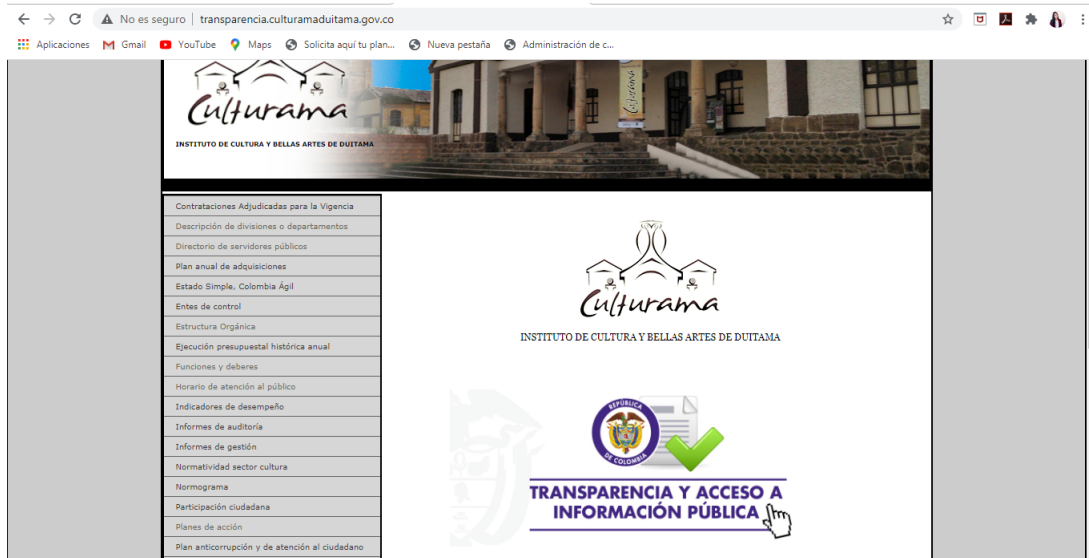 No es seguro | transparencia.culturamaduitama.gov.co
Aplicaciones Gmail YouTube Maps Solicita aquí tu plan... Nueva pestaña Administración de c...
Culturama
INSTITUTO DE CULTURA Y BELLAS ARTES DE DUITAMA
Culturama
Contrataciones Adjudicadas para la Vigencia
Descripción de divisiones o departamentos
Directorio de servidores públicos
Plan anual de adquisiciones
Estado Simple, Colombia Ágil
Entes de control
Estructura Orgánica
Ejecución presupuestal histórica anual
Funciones y deberes
Horario de atención al público
Indicadores de desempeño
Informes de auditoría
Informes de gestión
Normatividad sector cultura
Normograma
Participación ciudadana
Planes de acción
Plan anticorrupción y de atención al ciudadano
Culturama
INSTITUTO DE CULTURA Y BELLAS ARTES DE DUITAMA
REPÚBLICA
DE COLOMBIA
TRANSPARENCIA Y ACCESO A
INFORMACIÓN PÚBLICA